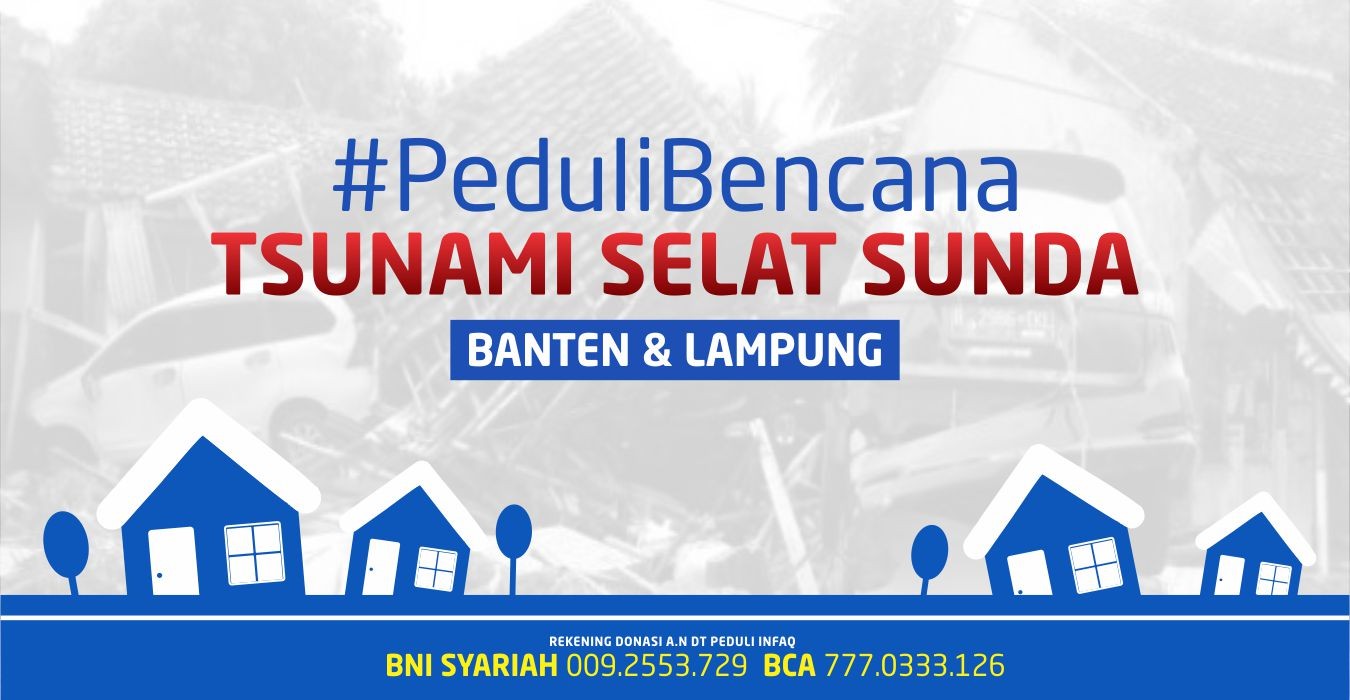 #PeduliBencana
TSUNAMI SELAT SUNDA
BANTEN & LAMPUNG
REKENING DONASI A.N DT PEDULI INFAQ
BNI SYARIAH 009.2553.729 BCA 777.0333.126